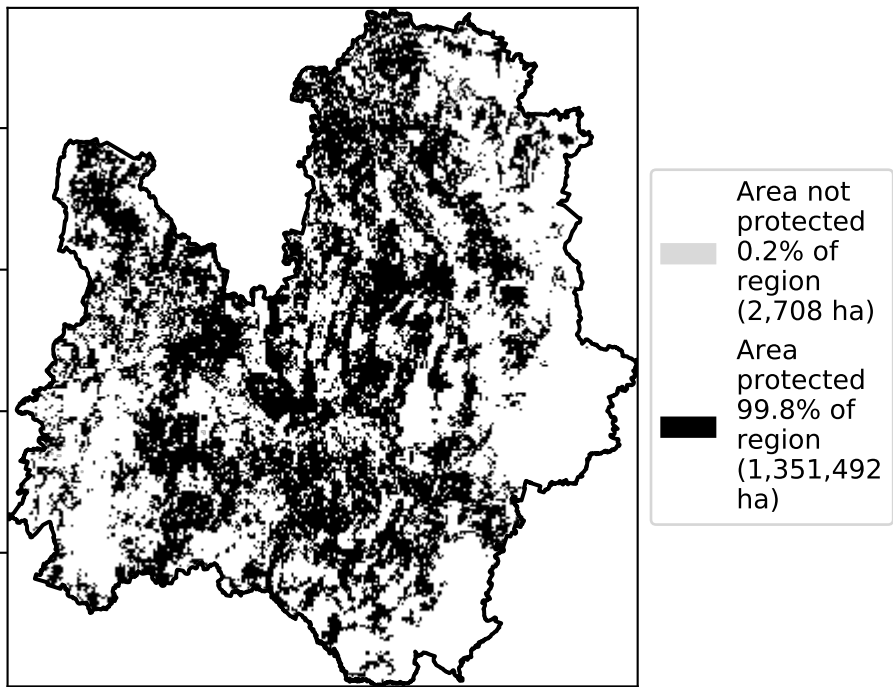 Area not
protected
0.2% of
region
(2,708 ha)
Area
protected
99.8% of
region
(1,351,492
ha)